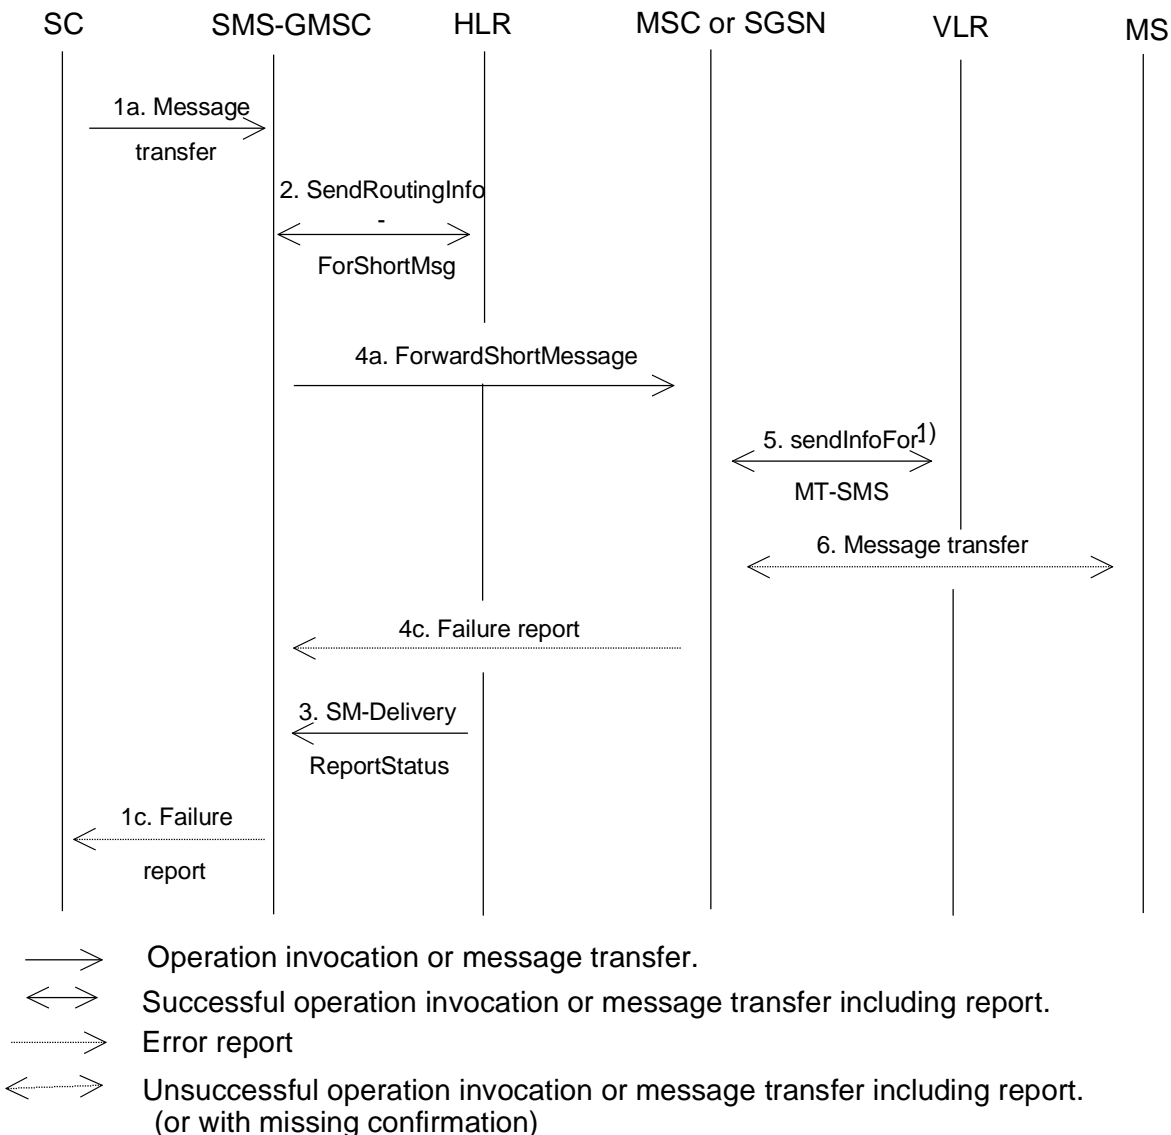 SC SMS-GMSC HLR MSC or SGSN VLR MS
1a. Message
transfer
2. SendRoutingInfo
-
ForShortMsg
4a. ForwardShortMessage
5. sendInfoFor- 1)
MT-SMS
6. Message transfer
4c. Failure report
3. SM-Delivery
ReportStatus
1c. Failure
report
Operation invocation or message transfer.
Successful operation invocation or message transfer including report.
Error report
Unsuccessful operation invocation or message transfer including report.
(or with missing confirmation)